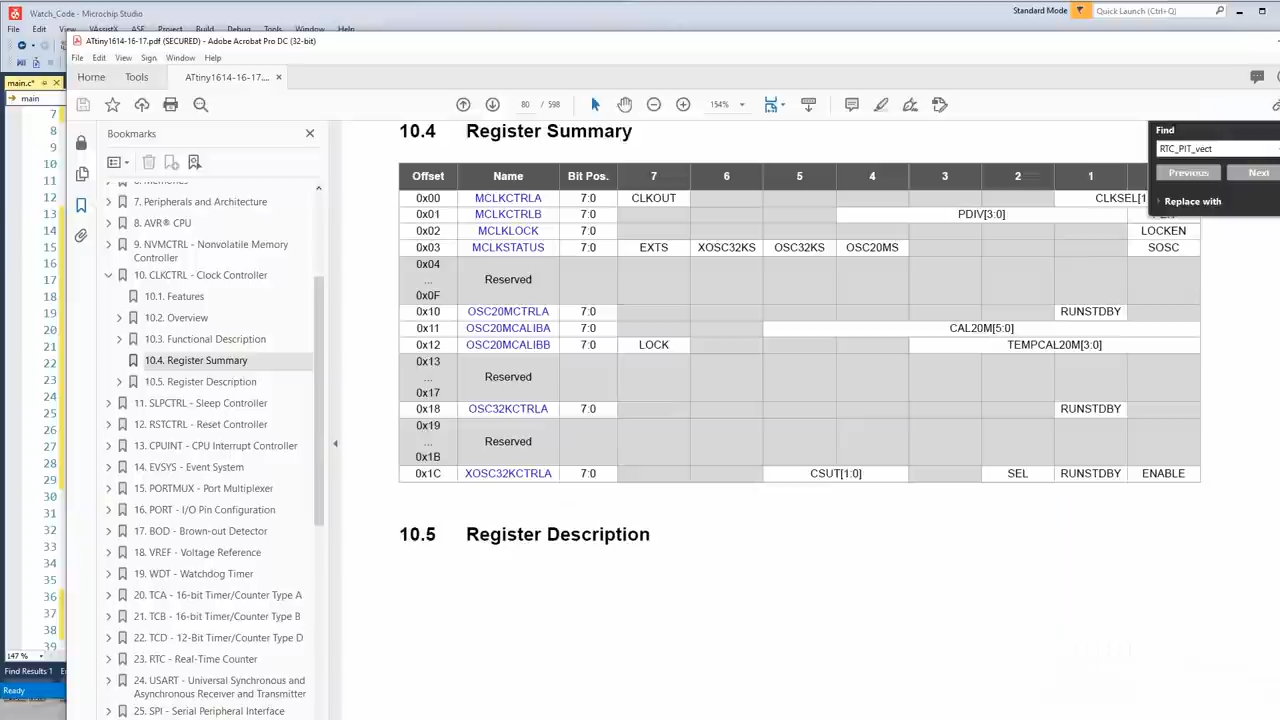 Watch_Code - Microchip Studio
Standard Mode
Quick Launch (Ctrl+Q)
File Edit View VAssistX ASF Project Build Debug Tools Window Help
ATtiny1614-16-17.pdf (SECURED) - Adobe Acrobat Pro DC (32-bit)
File Edit View Sign Window Help
main.c*
Home Tools ATtiny1614-16-17.... ×
main
80 / 598
154%
7
8
9
10
11
12
13
14
15
16
17
18
19
20
21
22
23
24
25
26
27
28
29
30
31
32
33
34
35
36
37
38
39
147 %
Find Results 1
Ready
Bookmarks
7. Peripherals and Architecture
8. AVR® CPU
9. NVMCTRL - Nonvolatile Memory
Controller
10. CLKCTRL - Clock Controller
10.1. Features
10.2. Overview
10.3. Functional Description
10.4. Register Summary
10.5. Register Description
11. SLPCTRL - Sleep Controller
12. RSTCTRL - Reset Controller
13. CPUINT - CPU Interrupt Controller
14. EVSYS - Event System
15. PORTMUX - Port Multiplexer
16. PORT - I/O Pin Configuration
17. BOD - Brown-out Detector
18. VREF - Voltage Reference
19. WDT - Watchdog Timer
20. TCA - 16-bit Timer/Counter Type A
21. TCB - 16-bit Timer/Counter Type B
22. TCD - 12-Bit Timer/Counter Type D
23. RTC - Real-Time Counter
24. USART - Universal Synchronous and
Asynchronous Receiver and Transmitter
25. SPI - Serial Peripheral Interface
10.4 Register Summary
Offset Name Bit Pos. 7 6 5 4 3 2 1
0x00 MCLKCTRLA 7:0 CLKOUT CLKSEL[1
0x01 MCLKCTRLB 7:0 PDIV[3:0]
0x02 MCLKLOCK 7:0 LOCKEN
0x03 MCLKSTATUS 7:0 EXTS XOSC32KS OSC32KS OSC20MS SOSC
0x04
... Reserved
0x0F
0x10 OSC20MCTRLA 7:0 RUNSTDBY
0x11 OSC20MCALIBA 7:0 CAL20M[5:0]
0x12 OSC20MCALIBB 7:0 LOCK TEMPCAL20M[3:0]
0x13
... Reserved
0x17
0x18 OSC32KCTRLA 7:0 RUNSTDBY
0x19
... Reserved
0x1B
0x1C XOSC32KCTRLA 7:0 CSUT[1:0] SEL RUNSTDBY ENABLE
10.5 Register Description
Find
RTC_PIT_vect
Previous Next
Replace with